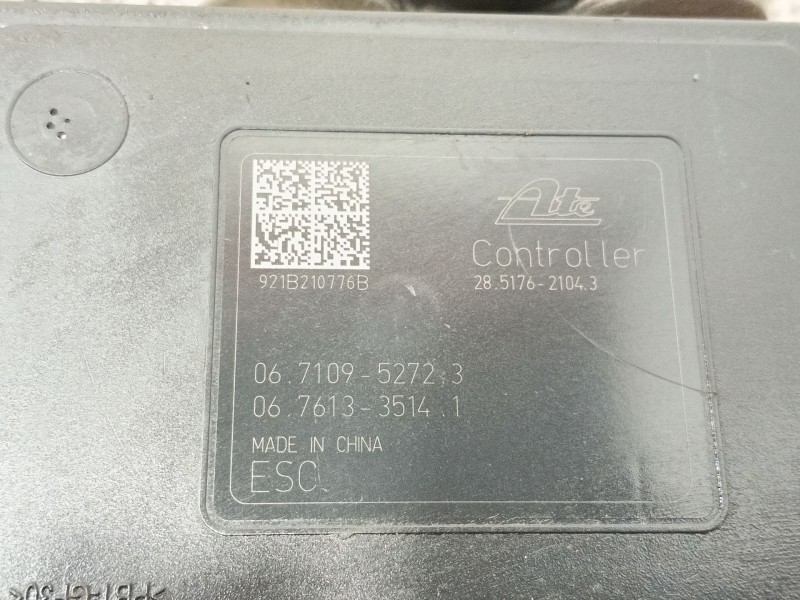 Ate
Controller
28.5176-2104.3
921B210776B
06.7109-5272.3
06.7613-3514.1
MADE IN CHINA
ESC